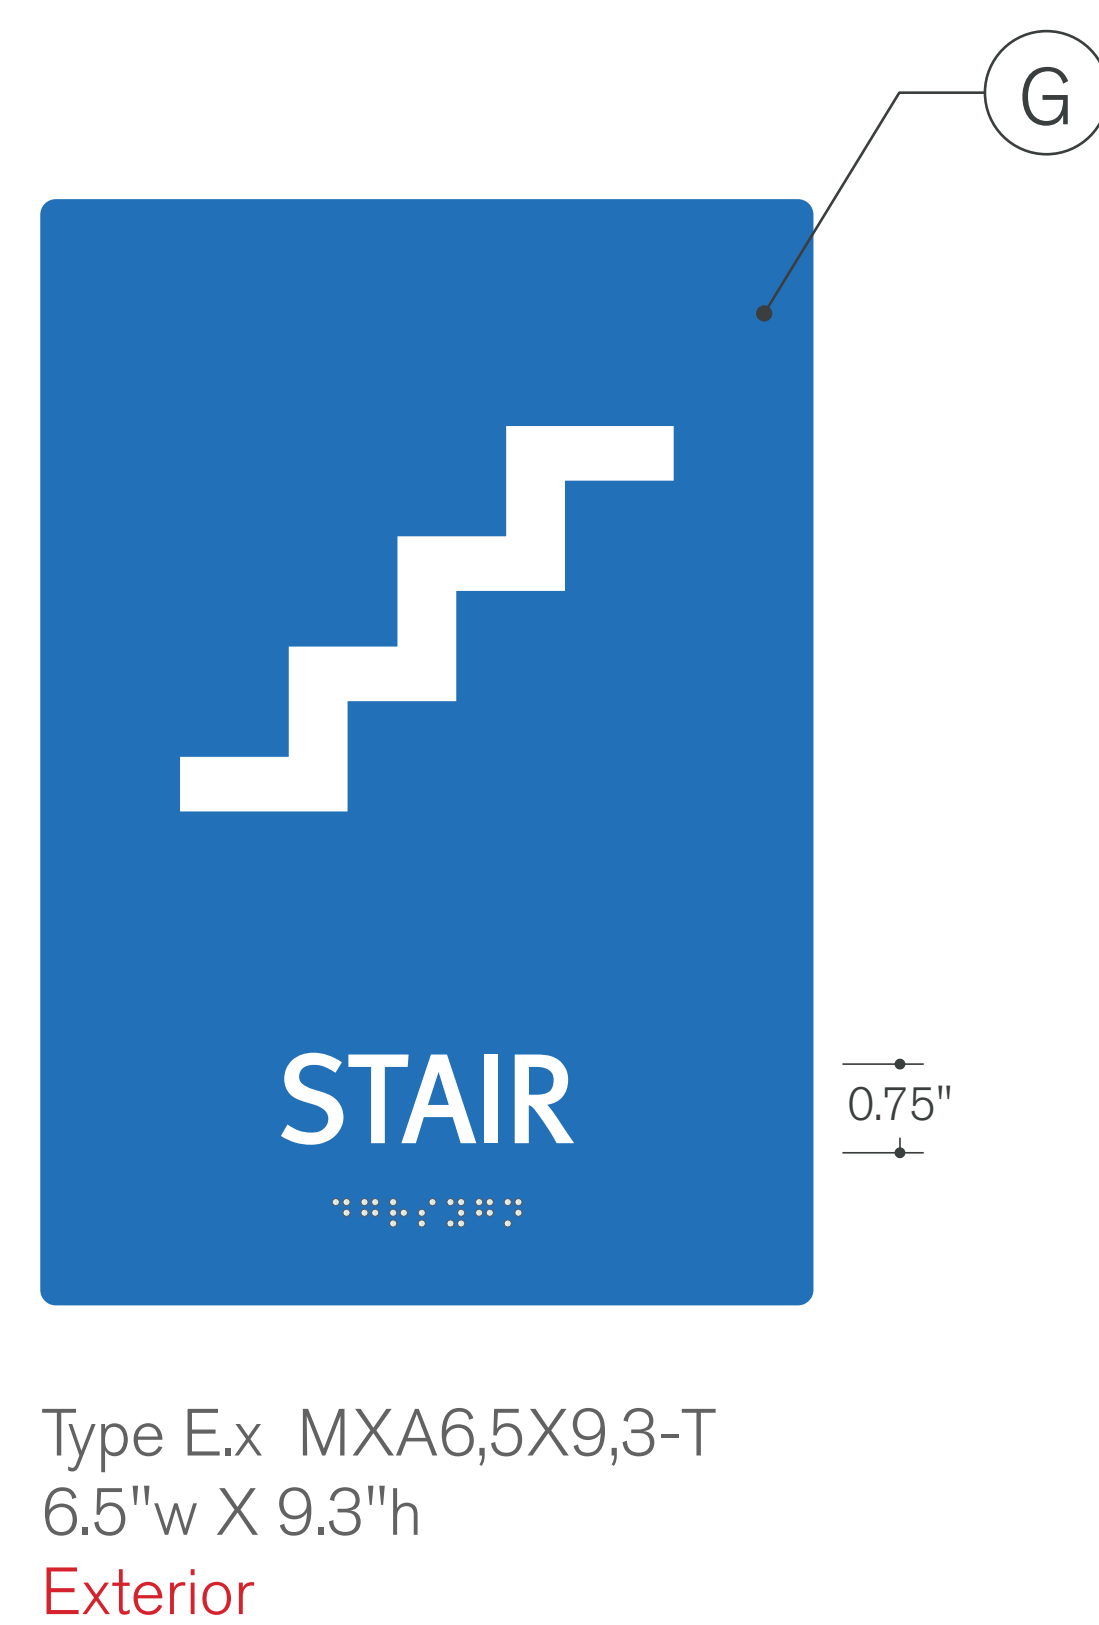 G
STAIR
⠙⠛⠗⠎⠽⠛⠝
0.75"
Type E.x MXA6,5X9,3-T
6.5"w X 9.3"h
Exterior